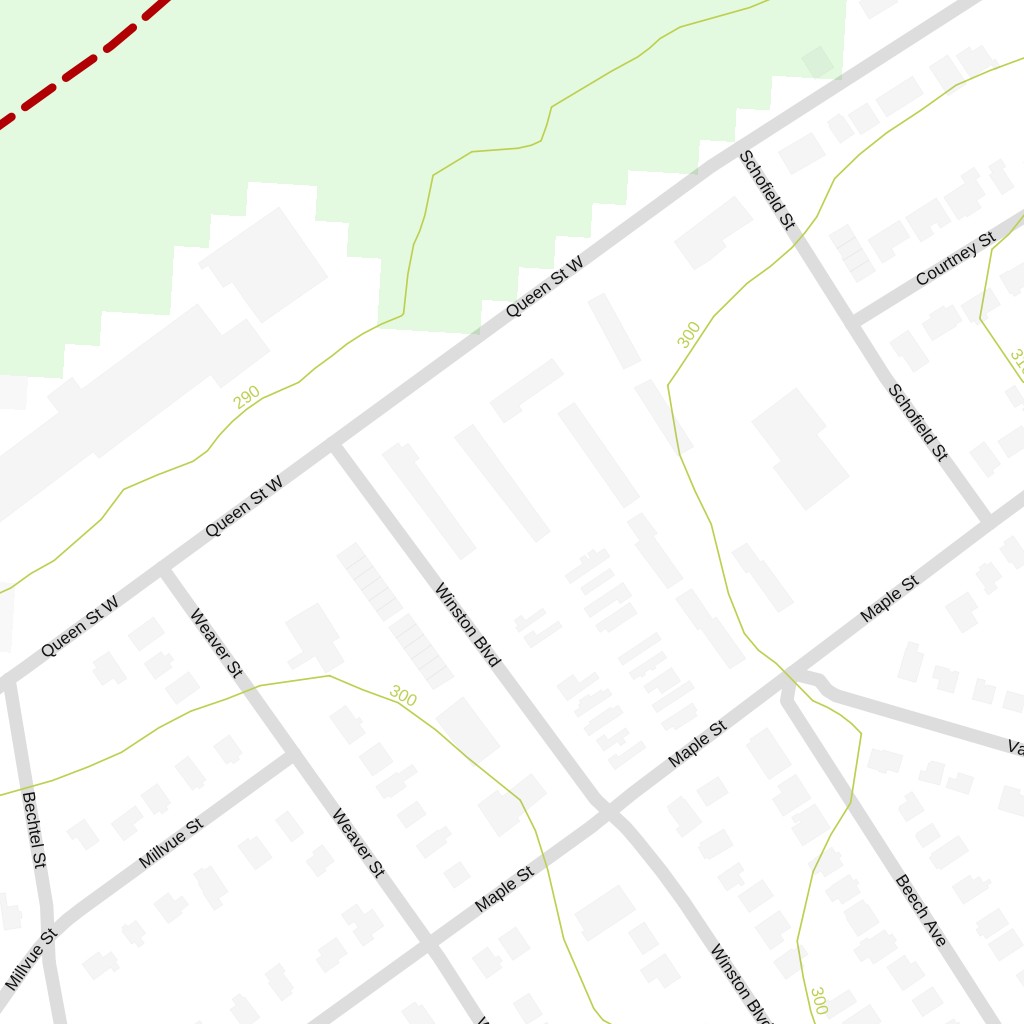 Schofield St
Courtney St
Queen St W
300
290
Schofield St
Queen St W
Winston Blvd
Maple St
Queen St W
Weaver St
300
Maple St
Bechtel St
Millvue St
Weaver St
Maple St
Beech Ave
Millvue St
Winston Blvd
300